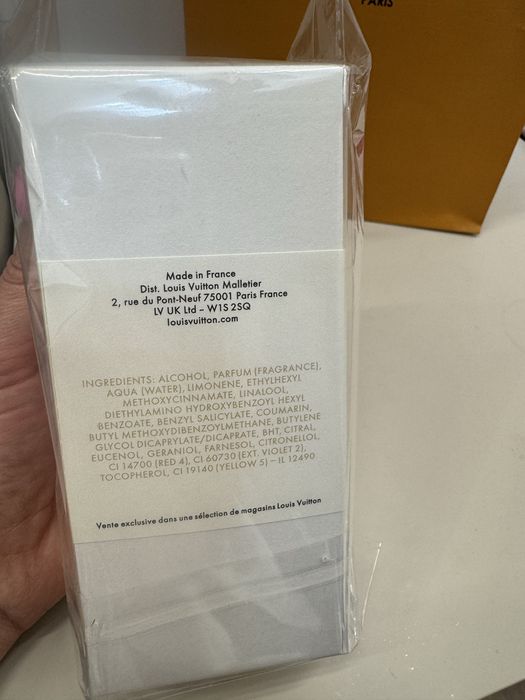 PARIS
Made in France
Dist. Louis Vuitton Malletier
2, rue du Pont-Neuf 75001 Paris France
LV UK Ltd – W1S 2SQ
louisvuitton.com
INGREDIENTS: ALCOHOL, PARFUM (FRAGRANCE),
AQUA (WATER), LIMONENE, ETHYLHEXYL
METHOXYCINNAMATE, LINALOOL,
DIETHYLAMINO HYDROXYBENZOYL HEXYL
BENZOATE, BENZYL SALICYLATE, COUMARIN,
BUTYL METHOXYDIBENZOYLMETHANE, BUTYLENE
GLYCOL DICAPRYLATE/DICAPRATE, BHT, CITRAL,
EUGENOL, GERANIOL, FARNESOL, CITRONELLOL,
CI 14700 (RED 4), CI 60730 (EXT. VIOLET 2),
TOCOPHEROL, CI 19140 (YELLOW 5) – IL 12490
Vente exclusive dans une sélection de magasins Louis Vuitton